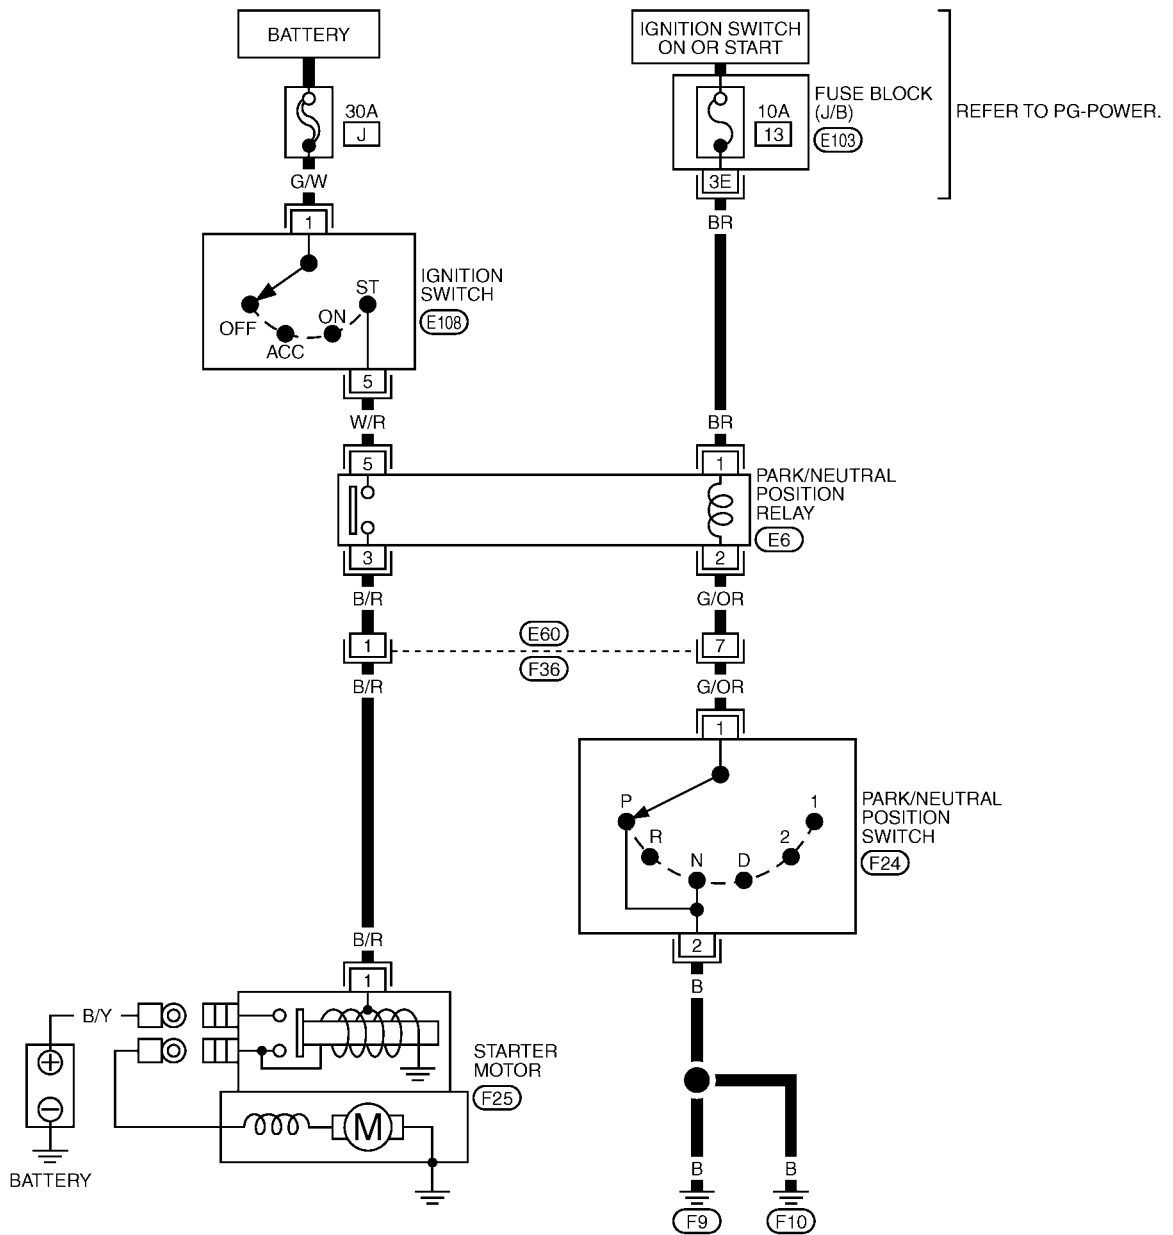 BATTERY
IGNITION SWITCH
ON OR START
30A
J
10A
13
FUSE BLOCK
(J/B)
E103
REFER TO PG-POWER.
G/W
3E
1
BR
IGNITION
SWITCH
E108
OFF
ACC
ON
ST
5
W/R
BR
5
1
PARK/NEUTRAL
POSITION
RELAY
E6
3
2
B/R
G/OR
1
E60
F36
7
B/R
G/OR
1
P
R
N
D
2
1
PARK/NEUTRAL
POSITION
SWITCH
F24
2
B/R
1
B
B/Y
STARTER
MOTOR
F25
+
−
M
BATTERY
B
B
F9
F10